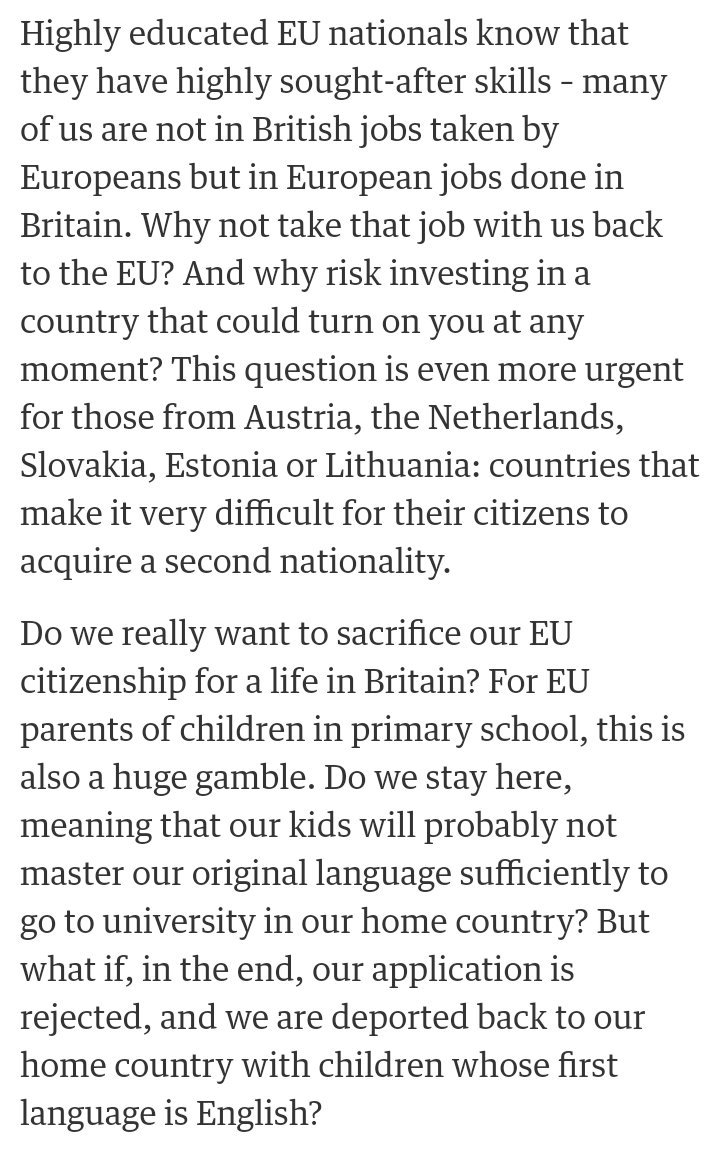 Highly educated EU nationals know that
they have highly sought-after skills – many
of us are not in British jobs taken by
Europeans but in European jobs done in
Britain. Why not take that job with us back
to the EU? And why risk investing in a
country that could turn on you at any
moment? This question is even more urgent
for those from Austria, the Netherlands,
Slovakia, Estonia or Lithuania: countries that
make it very difficult for their citizens to
acquire a second nationality.
Do we really want to sacrifice our EU
citizenship for a life in Britain? For EU
parents of children in primary school, this is
also a huge gamble. Do we stay here,
meaning that our kids will probably not
master our original language sufficiently to
go to university in our home country? But
what if, in the end, our application is
rejected, and we are deported back to our
home country with children whose first
language is English?